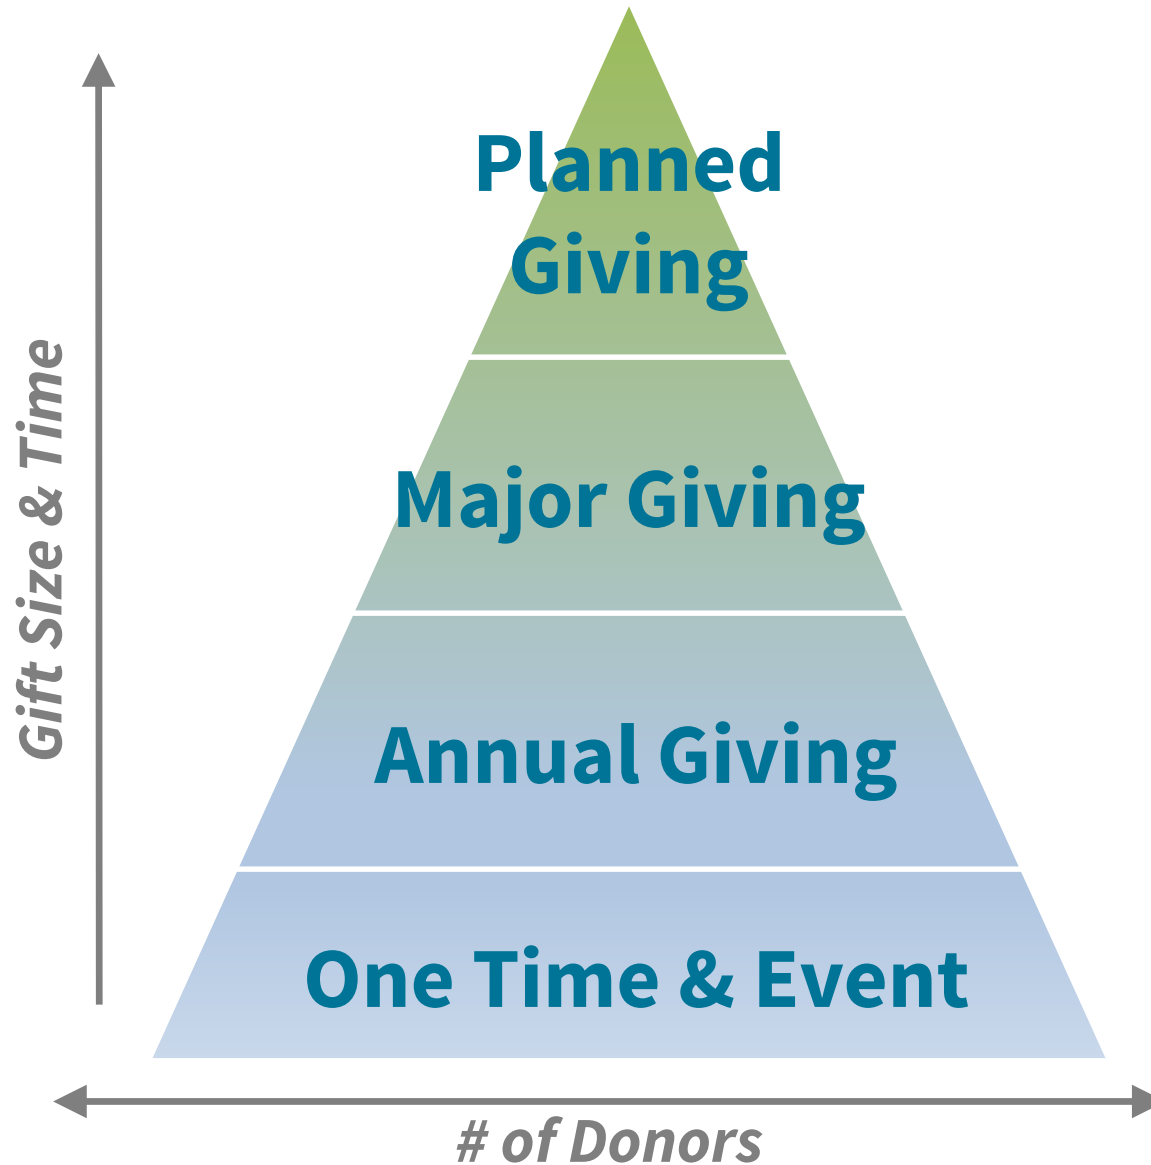 Planned
Giving
Major Giving
Annual Giving
One Time & Event
Gift Size & Time
# of Donors